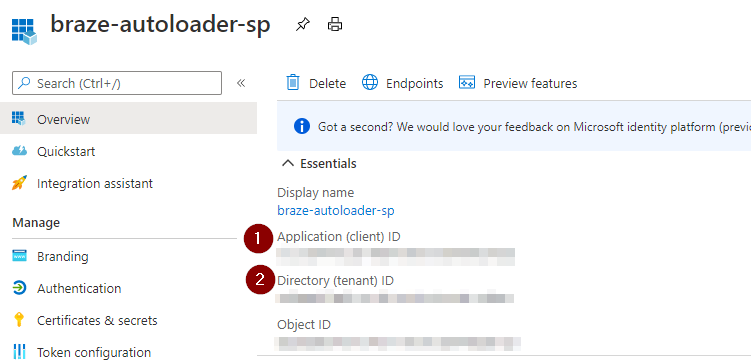 braze-autoloader-sp
Search (Ctrl+/)
«
Delete
Endpoints
Preview features
Overview
Quickstart
Integration assistant
Manage
Branding
Authentication
Certificates & secrets
Token configuration
Got a second? We would love your feedback on Microsoft identity platform (previo
Essentials
Display name
braze-autoloader-sp
1 Application (client) ID
2 Directory (tenant) ID
Object ID